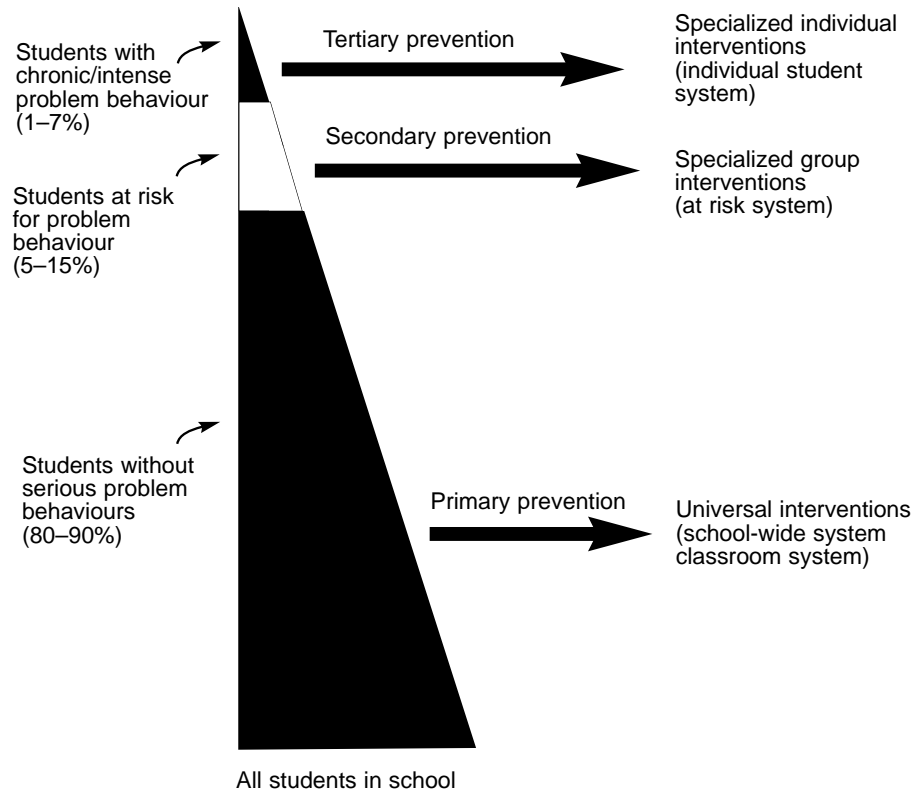 Students with
chronic/intense
problem behaviour
(1–7%)
Tertiary prevention
Specialized individual
interventions
(individual student
system)
Students at risk
for problem
behaviour
(5–15%)
Secondary prevention
Specialized group
interventions
(at risk system)
Students without
serious problem
behaviours
(80–90%)
Primary prevention
Universal interventions
(school-wide system
classroom system)
All students in school